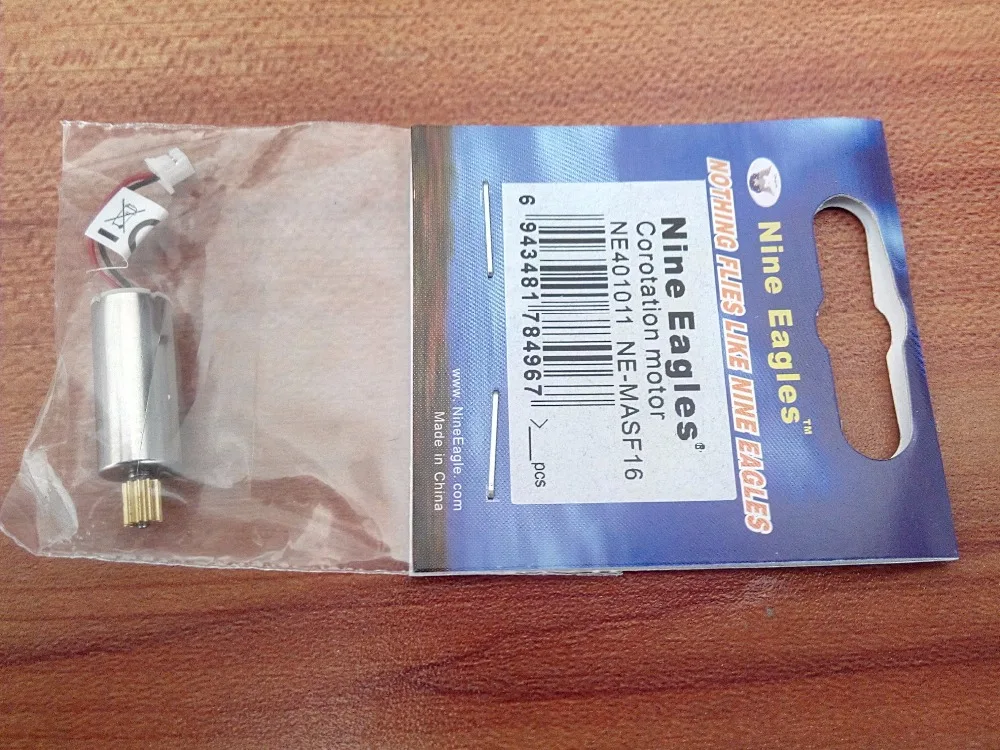 Nine Eagles™
NOTHING FLIES LIKE NINE EAGLES
Nine Eagles®
Corotation motor
NE401011 NE-MASF16
6 943481 784967 >__pcs
www.NineEagle.com
Made in China